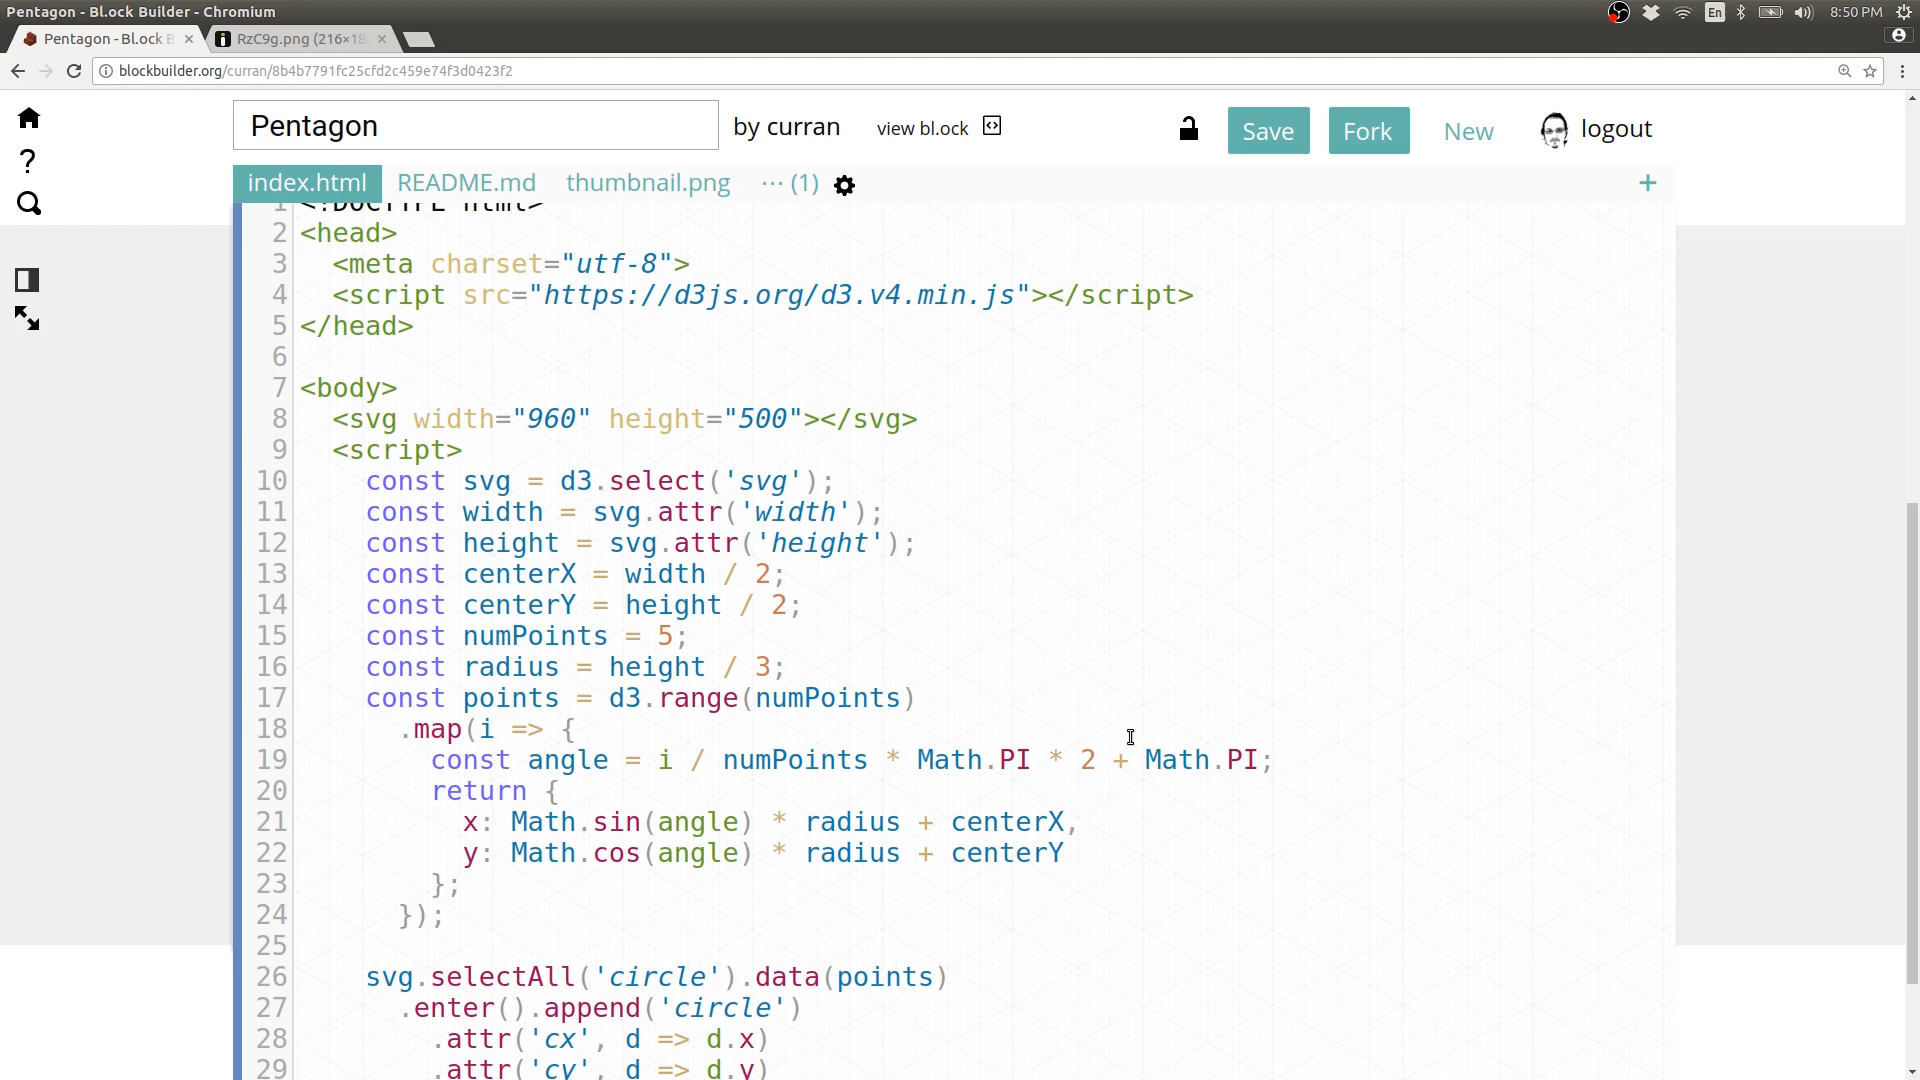 Pentagon - Bl.ock Builder - Chromium
En
8:50 PM
Pentagon - Bl.ock B
RzC9g.png (216×18
blockbuilder.org/curran/8b4b7791fc25cfd2c459e74f3d0423f2
Pentagon
by curran
view bl.ock
Save
Fork
New
logout
index.html
README.md
thumbnail.png
··· (1)
+
1 <!DOCTYPE html>
2 <head>
3   <meta charset="utf-8">
4   <script src="https://d3js.org/d3.v4.min.js"></script>
5 </head>
6
7 <body>
8   <svg width="960" height="500"></svg>
9   <script>
10     const svg = d3.select('svg');
11     const width = svg.attr('width');
12     const height = svg.attr('height');
13     const centerX = width / 2;
14     const centerY = height / 2;
15     const numPoints = 5;
16     const radius = height / 3;
17     const points = d3.range(numPoints)
18       .map(i => {
19         const angle = i / numPoints * Math.PI * 2 + Math.PI;
20         return {
21           x: Math.sin(angle) * radius + centerX,
22           y: Math.cos(angle) * radius + centerY
23         };
24       });
25
26     svg.selectAll('circle').data(points)
27       .enter().append('circle')
28         .attr('cx', d => d.x)
29         .attr('cy', d => d.y)